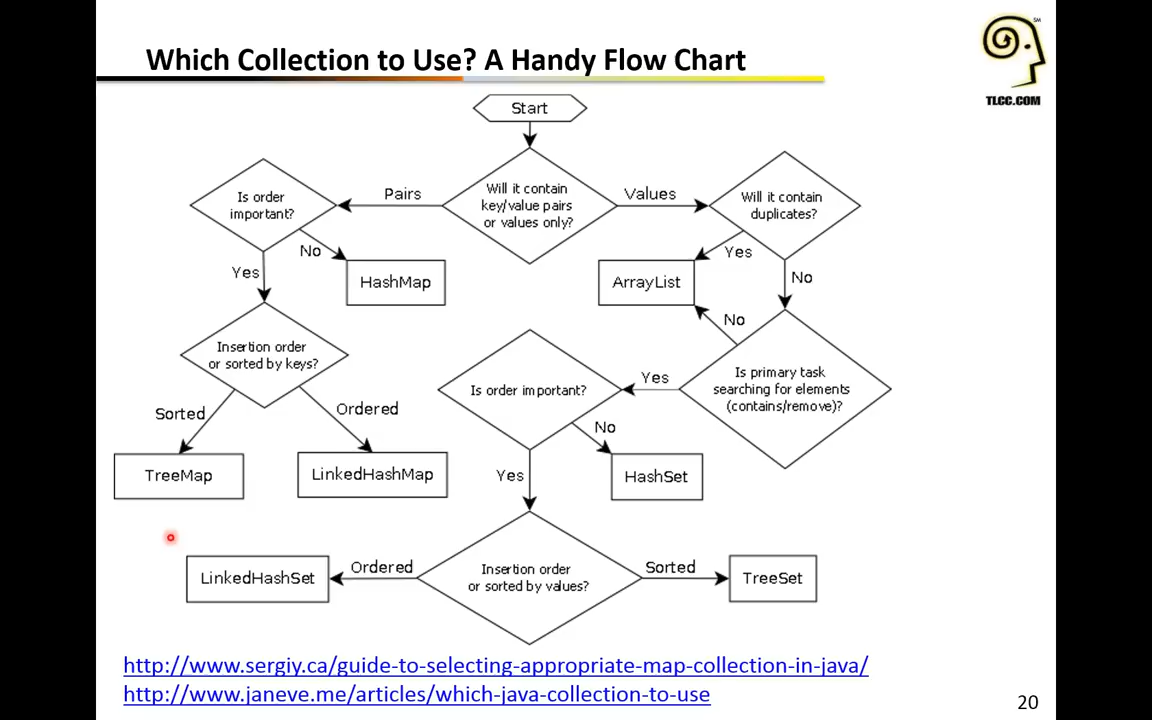 Which Collection to Use? A Handy Flow Chart
SM
TLCC.COM
Start
Is order
important?
Pairs
Will it contain
key/value pairs
or values only?
Values
Will it contain
duplicates?
No
Yes
HashMap
Yes
ArrayList
No
No
Insertion order
or sorted by keys?
Is order important?
Yes
Is primary task
searching for elements
(contains/remove)?
Sorted
Ordered
No
TreeMap
LinkedHashMap
Yes
HashSet
LinkedHashSet
Ordered
Insertion order
or sorted by values?
Sorted
TreeSet
http://www.sergiy.ca/guide-to-selecting-appropriate-map-collection-in-java/
http://www.janeve.me/articles/which-java-collection-to-use
20